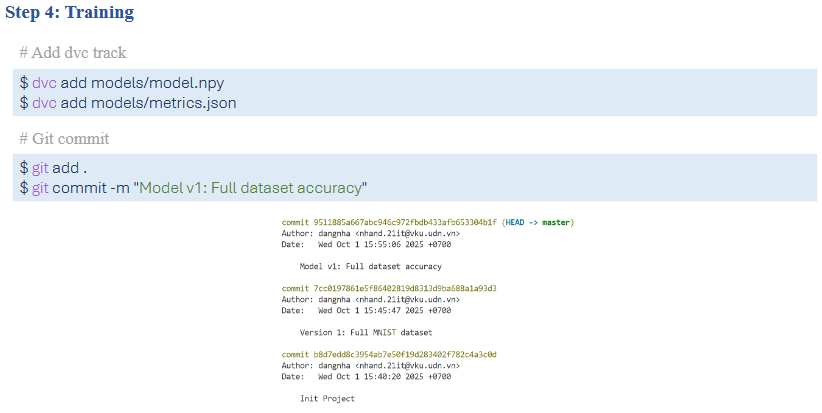 Step 4: Training
# Add dvc track
$ dvc add models/model.npy
$ dvc add models/metrics.json
# Git commit
$ git add .
$ git commit -m "Model v1: Full dataset accuracy"
commit 9511885a667abc946c972fbdb433afb653304b1f (HEAD -> master)
Author: dangnha <nhand.21it@vku.udn.vn>
Date:   Wed Oct 1 15:55:06 2025 +0700
Model v1: Full dataset accuracy
commit 7cc0197861e5f86402819d8313d9ba688a1a93d3
Author: dangnha <nhand.21it@vku.udn.vn>
Date:   Wed Oct 1 15:45:47 2025 +0700
Version 1: Full MNIST dataset
commit b8d7edd8c3954ab7e50f19d283402f782c4a3c0d
Author: dangnha <nhand.21it@vku.udn.vn>
Date:   Wed Oct 1 15:40:20 2025 +0700
Init Project